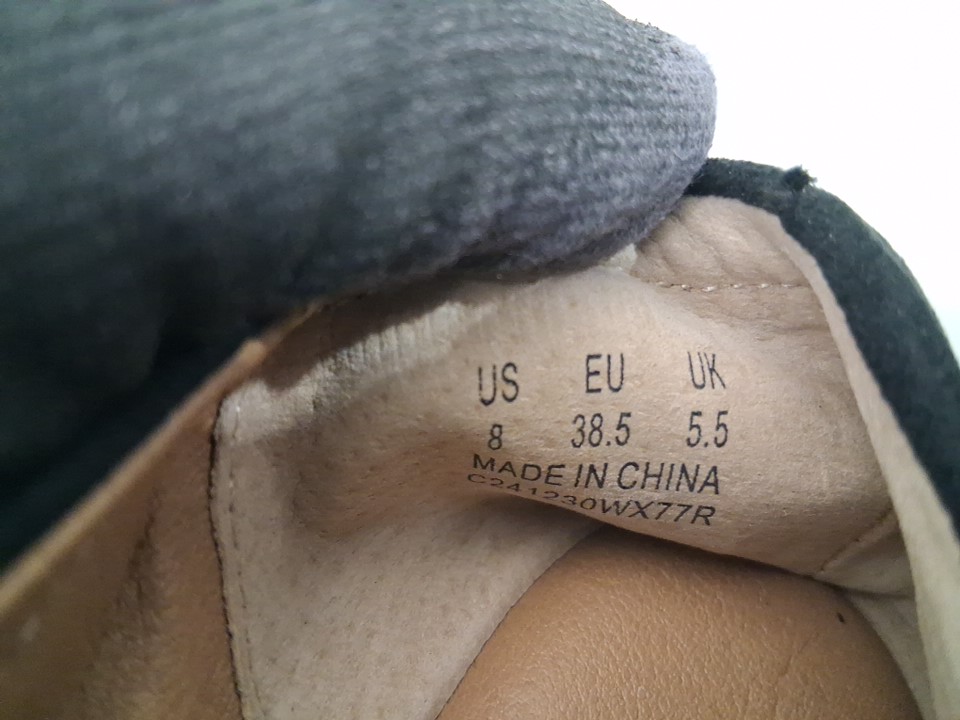 US EU UK
8 38.5 5.5
MADE IN CHINA
C241230WX77R